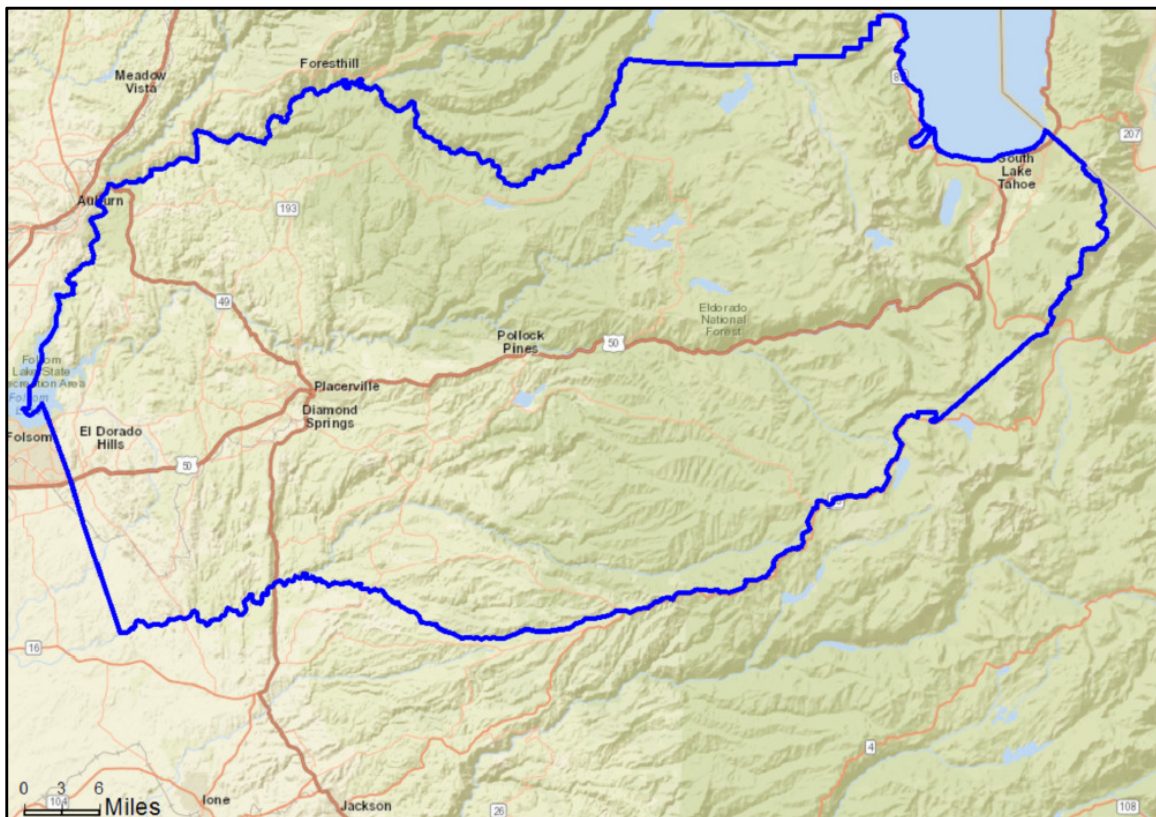 Meadow
Vista
Foresthill
8
207
South
Lake
Tahoe
Auburn
193
49
Eldorado
National
Forest
Pollock
Pines
50
Folsom
Lake State
Recreation Area
Folsom
Placerville
Diamond
Springs
El Dorado
Hills
Folsom
50
16
4
0 3 6
Miles
104
Ione
Jackson
26
108